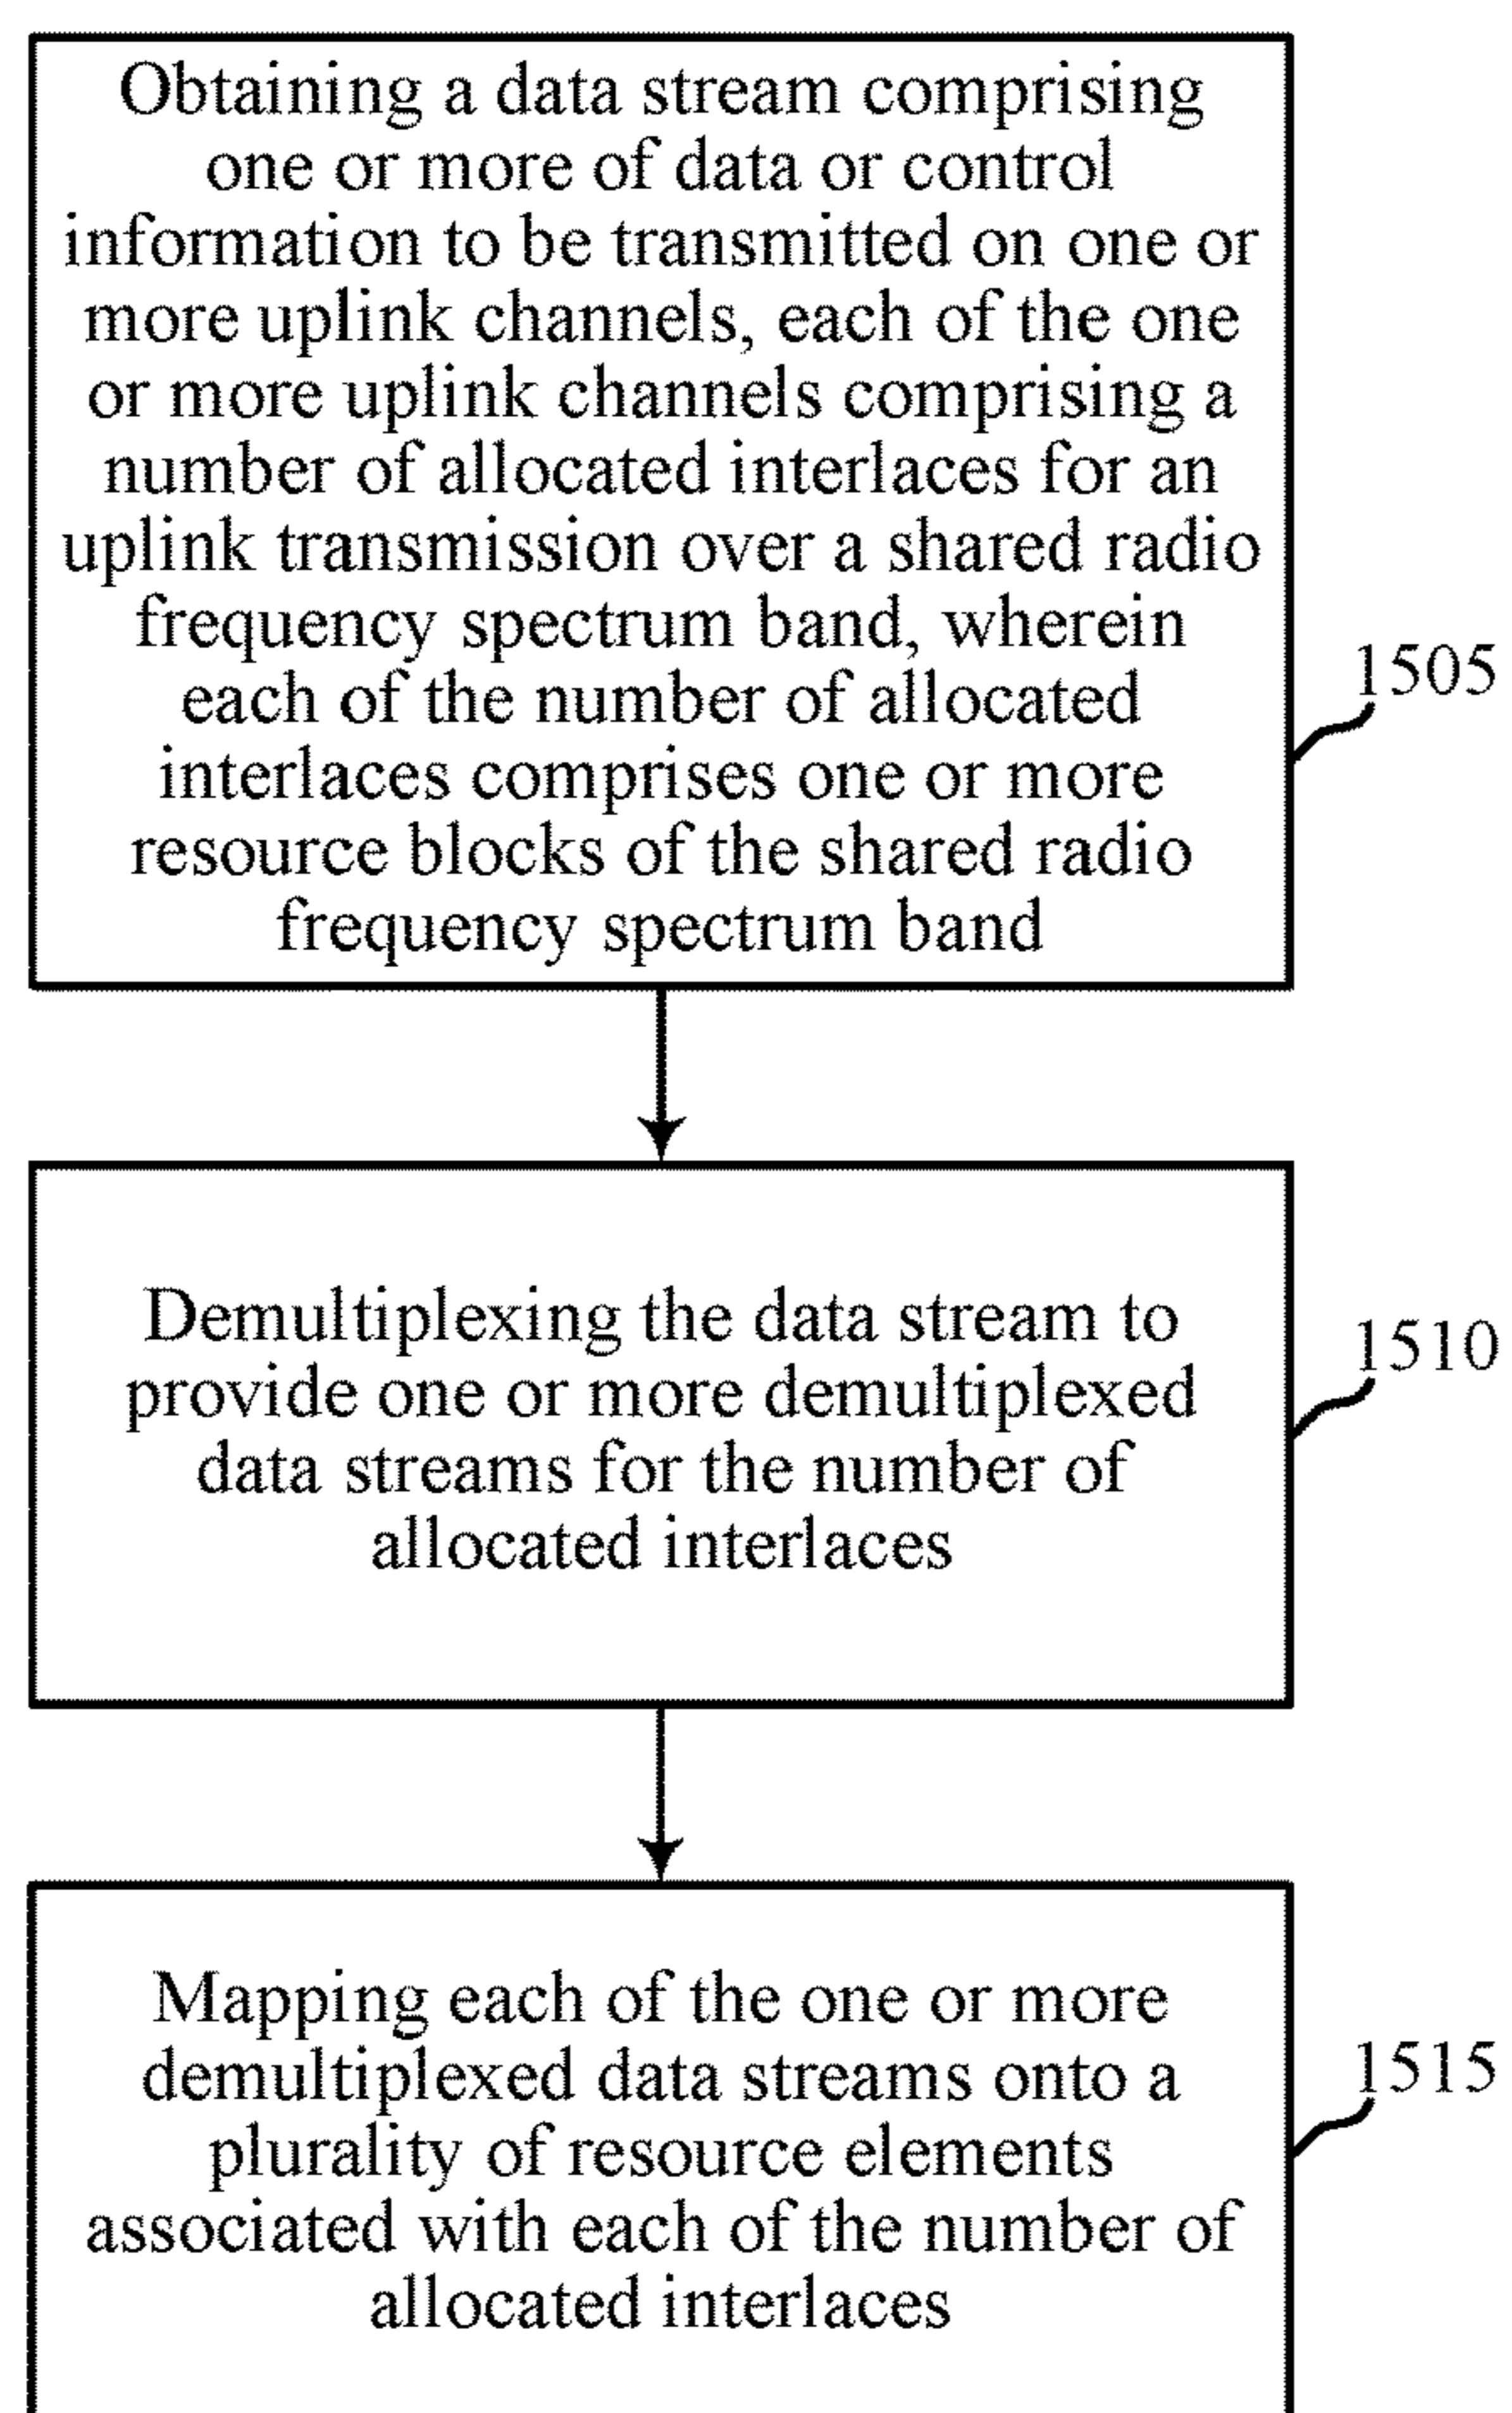 Obtaining a data stream comprising
one or more of data or control
information to be transmitted on one or
more uplink channels, each of the one
or more uplink channels comprising a
number of allocated interlaces for an
uplink transmission over a shared radio
frequency spectrum band, wherein
each of the number of allocated
interlaces comprises one or more
resource blocks of the shared radio
frequency spectrum band
1505
Demultiplexing the data stream to
provide one or more demultiplexed
data streams for the number of
allocated interlaces
1510
Mapping each of the one or more
demultiplexed data streams onto a
plurality of resource elements
associated with each of the number of
allocated interlaces
1515